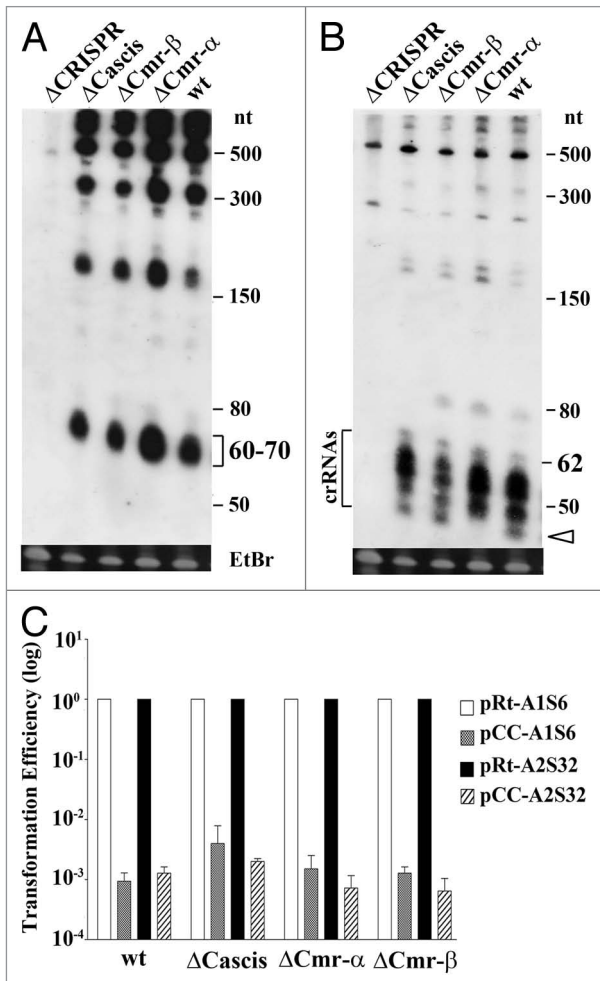 A
ΔCRISPR
ΔCascis
ΔCmr-β
ΔCmr-α
wt
nt
500
300
150
80
60-70
50
EtBr
B
ΔCRISPR
ΔCascis
ΔCmr-β
ΔCmr-α
wt
nt
500
300
150
80
62
50
crRNAs
C
Transformation Efficiency (log)
10¹
10⁰
10⁻¹
10⁻²
10⁻³
10⁻⁴
wt
ΔCascis
ΔCmr-α
ΔCmr-β
pRt-A1S6
pCC-A1S6
pRt-A2S32
pCC-A2S32